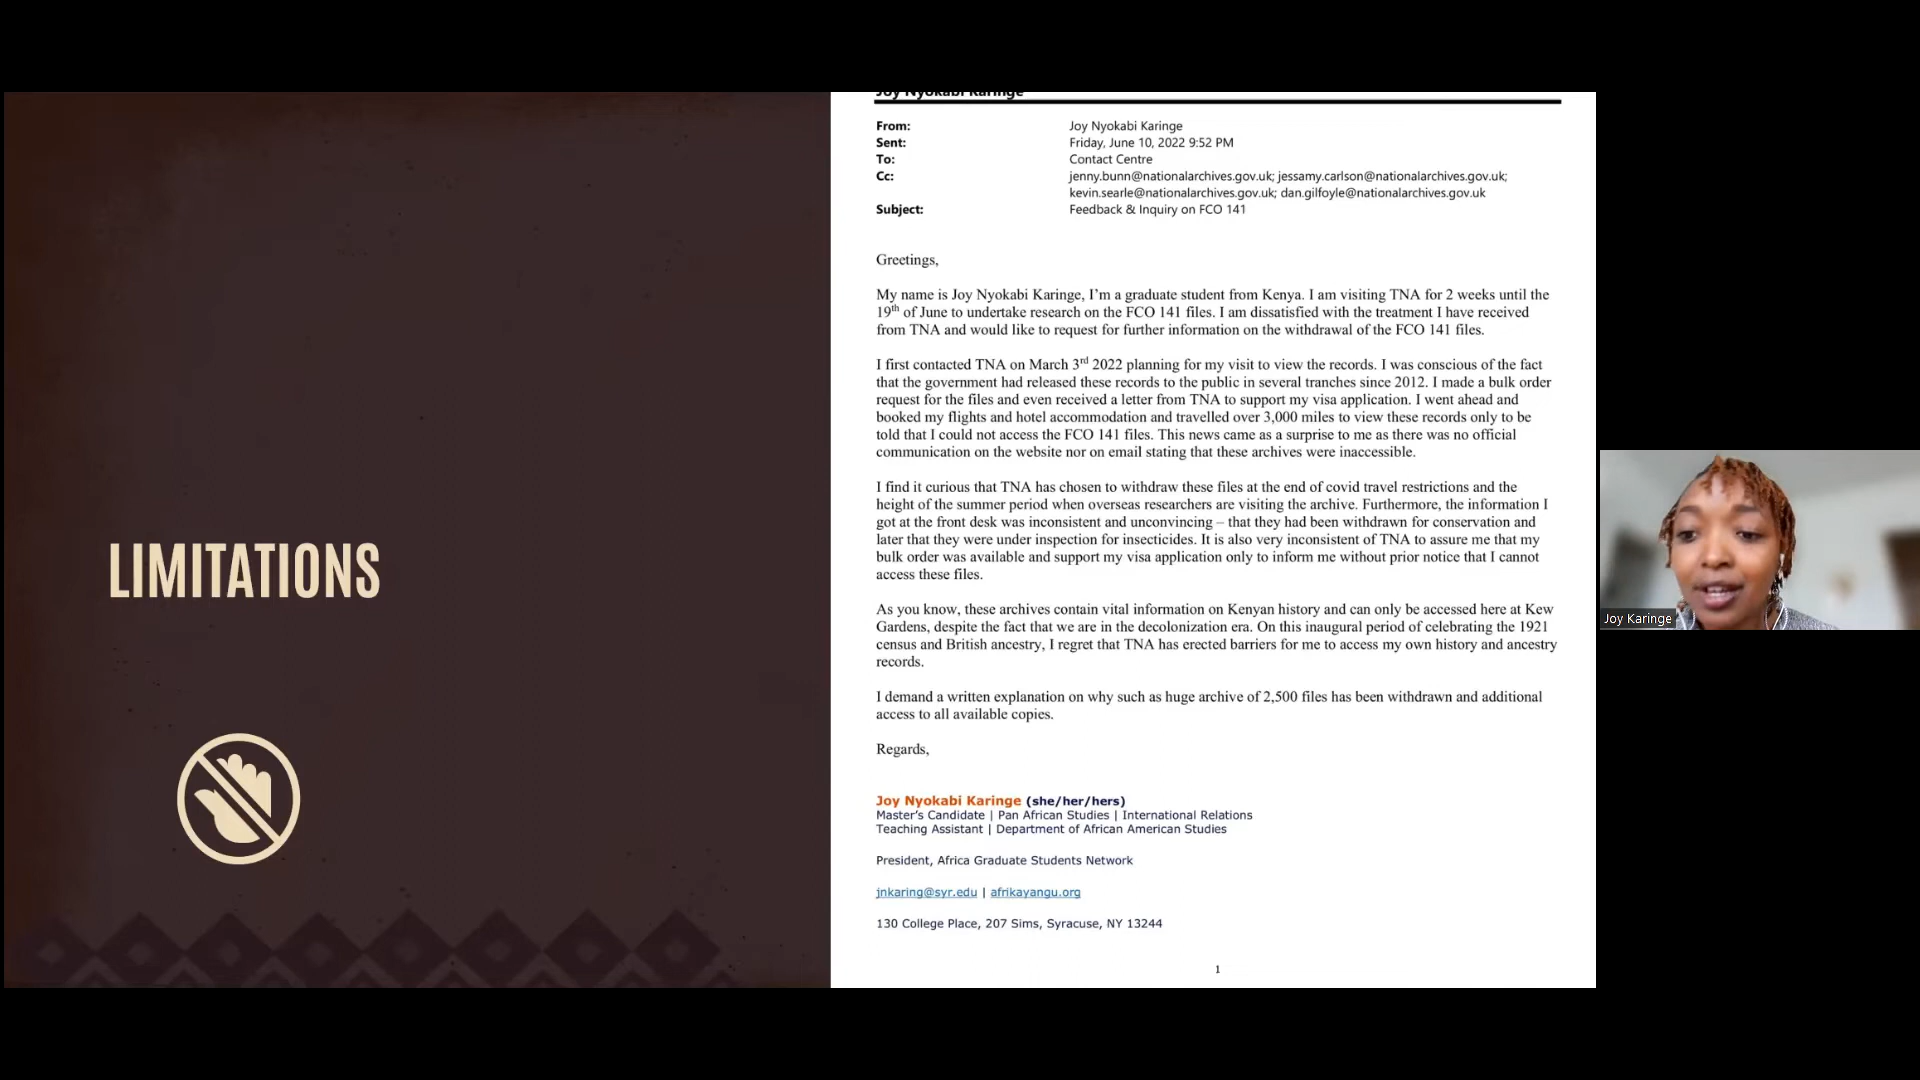 LIMITATIONS
Joy Nyokabi Karinge
From: Joy Nyokabi Karinge
Sent: Friday, June 10, 2022 9:52 PM
To: Contact Centre
Cc: jenny.bunn@nationalarchives.gov.uk; jessamy.carlson@nationalarchives.gov.uk;
kevin.searle@nationalarchives.gov.uk; dan.gilfoyle@nationalarchives.gov.uk
Subject: Feedback & Inquiry on FCO 141
Greetings,
My name is Joy Nyokabi Karinge, I’m a graduate student from Kenya. I am visiting TNA for 2 weeks until the
19th of June to undertake research on the FCO 141 files. I am dissatisfied with the treatment I have received
from TNA and would like to request for further information on the withdrawal of the FCO 141 files.
I first contacted TNA on March 3rd 2022 planning for my visit to view the records. I was conscious of the fact
that the government had released these records to the public in several tranches since 2012. I made a bulk order
request for the files and even received a letter from TNA to support my visa application. I went ahead and
booked my flights and hotel accommodation and travelled over 3,000 miles to view these records only to be
told that I could not access the FCO 141 files. This news came as a surprise to me as there was no official
communication on the website nor on email stating that these archives were inaccessible.
I find it curious that TNA has chosen to withdraw these files at the end of covid travel restrictions and the
height of the summer period when overseas researchers are visiting the archive. Furthermore, the information I
got at the front desk was inconsistent and unconvincing – that they had been withdrawn for conservation and
later that they were under inspection for insecticides. It is also very inconsistent of TNA to assure me that my
bulk order was available and support my visa application only to inform me without prior notice that I cannot
access these files.
As you know, these archives contain vital information on Kenyan history and can only be accessed here at Kew
Gardens, despite the fact that we are in the decolonization era. On this inaugural period of celebrating the 1921
census and British ancestry, I regret that TNA has erected barriers for me to access my own history and ancestry
records.
I demand a written explanation on why such as huge archive of 2,500 files has been withdrawn and additional
access to all available copies.
Regards,
Joy Nyokabi Karinge (she/her/hers)
Master’s Candidate | Pan African Studies | International Relations
Teaching Assistant | Department of African American Studies
President, Africa Graduate Students Network
jnkaring@syr.edu | afrikayangu.org
130 College Place, 207 Sims, Syracuse, NY 13244
1
Joy Karinge